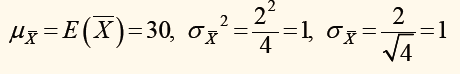 μ_X̄ = E(X̄) = 30, σ_X̄² = 2²/4 = 1, σ_X̄ = 2/√4 = 1